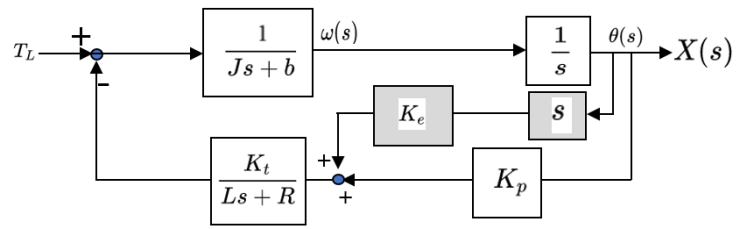 +
T_L
-
1
Js + b
ω(s)
1
s
θ(s)
X(s)
K_e
s
+
+
K_t
Ls + R
K_p